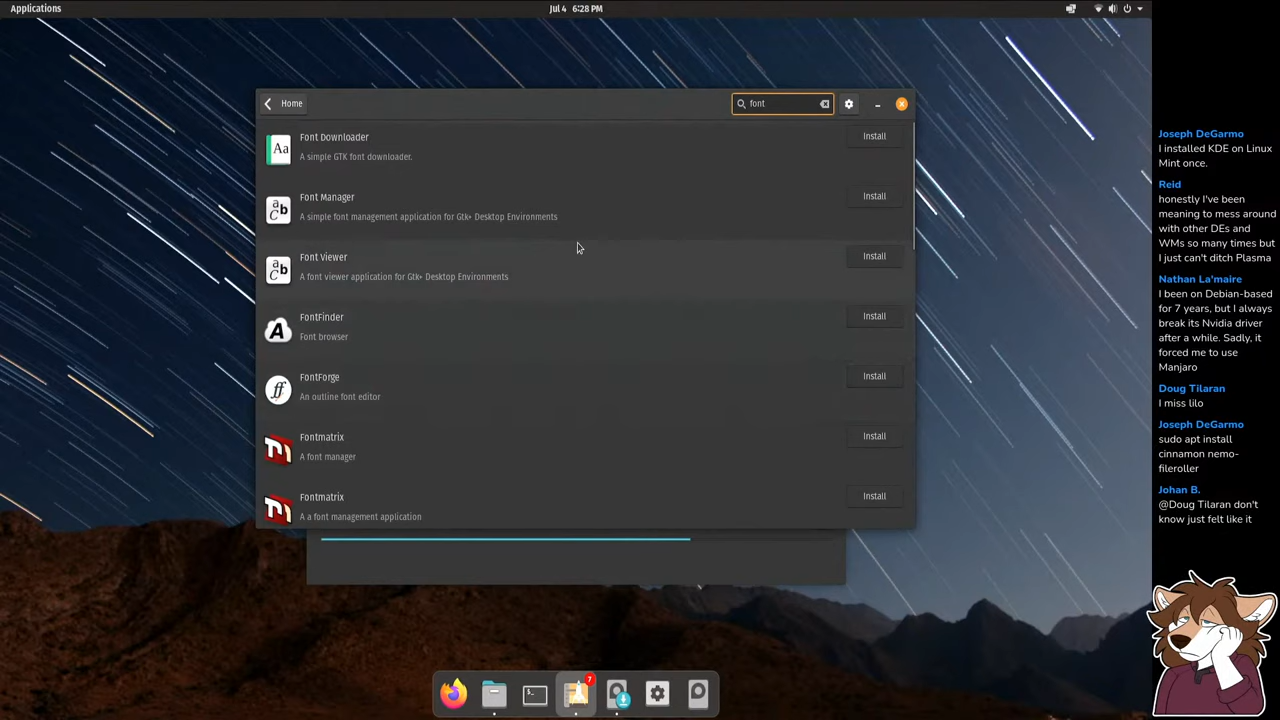 Applications
Jul 4 6:28 PM
Home
font
Font Downloader
A simple GTK font downloader.
Install
Font Manager
A simple font management application for Gtk+ Desktop Environments
Install
Font Viewer
A font viewer application for Gtk+ Desktop Environments
Install
FontFinder
Font browser
Install
FontForge
An outline font editor
Install
Fontmatrix
A font manager
Install
Fontmatrix
A a font management application
Install
7
Joseph DeGarmo
I installed KDE on Linux
Mint once.
Reid
honestly I've been
meaning to mess around
with other DEs and
WMs so many times but
I just can't ditch Plasma
Nathan La'maire
I been on Debian-based
for 7 years, but I always
break its Nvidia driver
after a while. Sadly, it
forced me to use
Manjaro
Doug Tilaran
I miss lilo
Joseph DeGarmo
sudo apt install
cinnamon nemo-
fileroller
Johan B.
@Doug Tilaran don't
know just felt like it